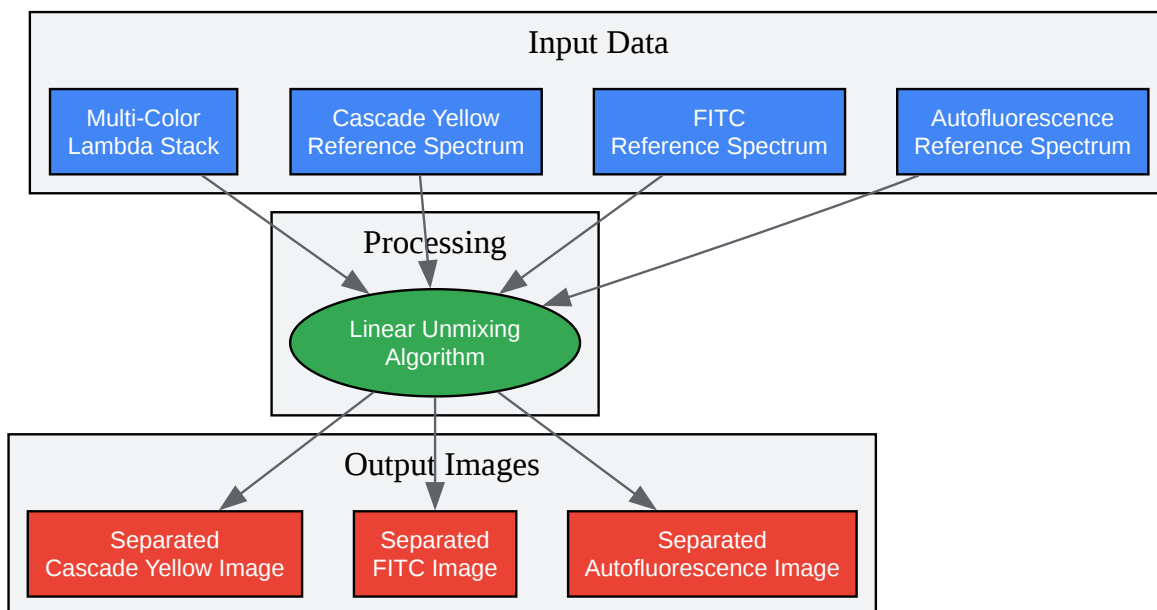 Input Data
Multi-Color
Lambda Stack
Cascade Yellow
Reference Spectrum
FITC
Reference Spectrum
Autofluorescence
Reference Spectrum
Processing
Linear Unmixing
Algorithm
Output Images
Separated
Cascade Yellow Image
Separated
FITC Image
Separated
Autofluorescence Image